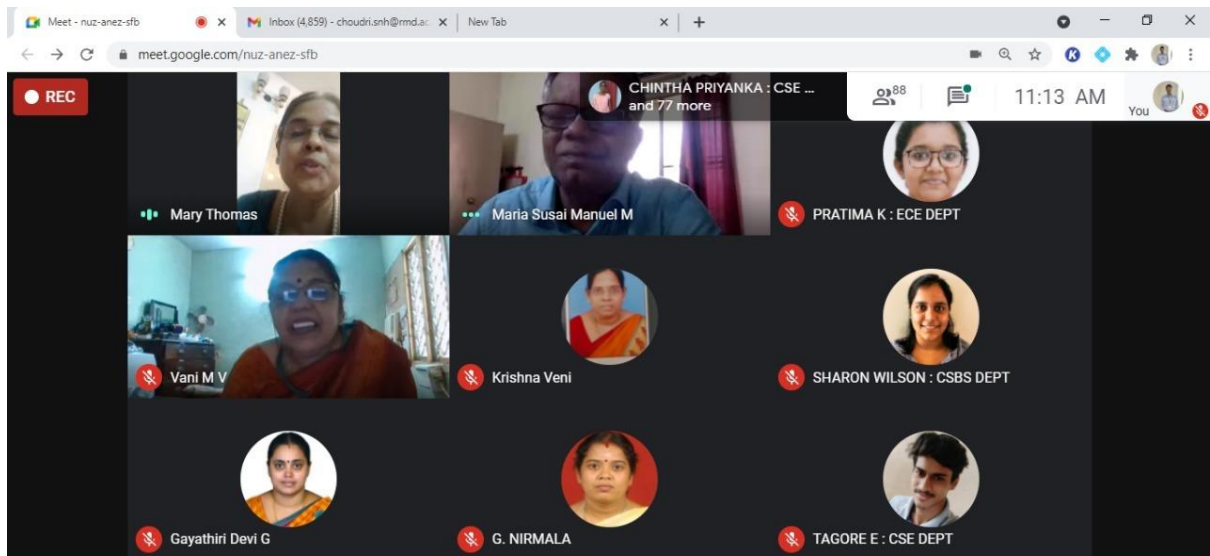 Meet - nuz-anez-sfb
Inbox (4,859) - choudri.snh@rmd.ac
New Tab
meet.google.com/nuz-anez-sfb
REC
CHINTHA PRIYANKA : CSE ...
and 77 more
88
11:13 AM
You
Mary Thomas
Maria Susai Manuel M
PRATIMA K : ECE DEPT
Vani M V
Krishna Veni
SHARON WILSON : CSBS DEPT
Gayathiri Devi G
G. NIRMALA
TAGORE E : CSE DEPT